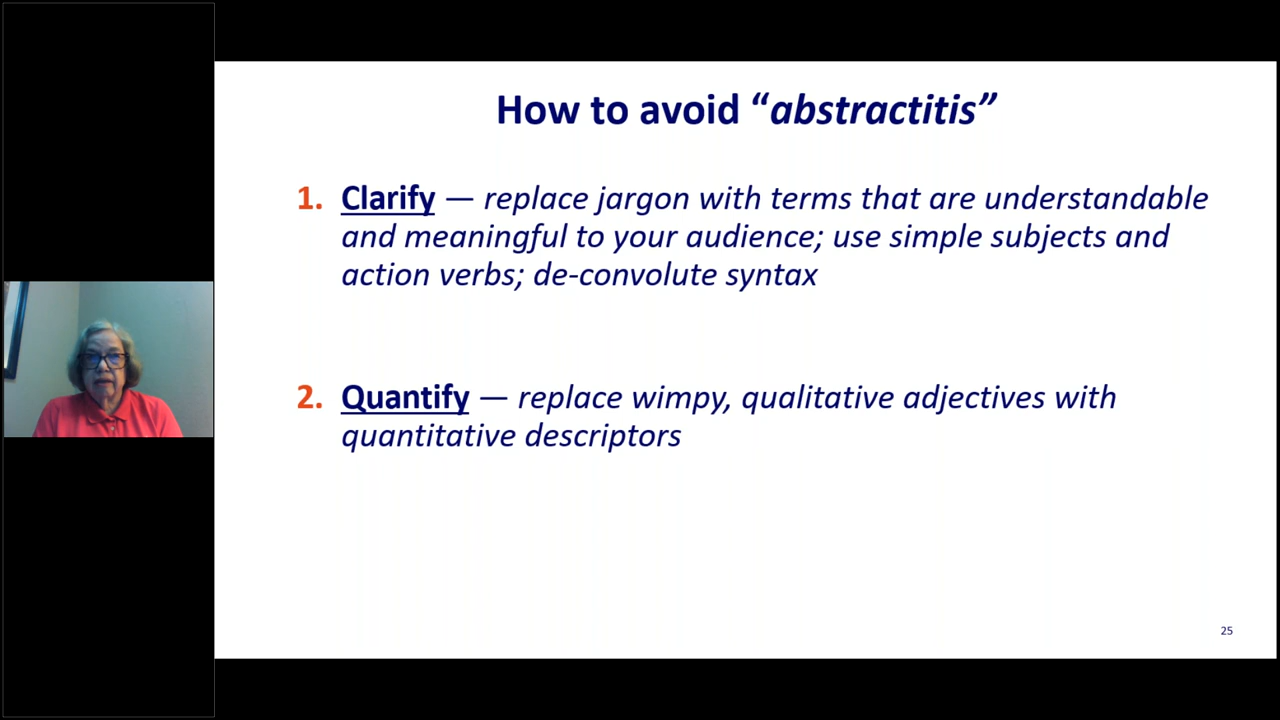 How to avoid “abstractitis”
1. Clarify — replace jargon with terms that are understandable
and meaningful to your audience; use simple subjects and
action verbs; de-convolute syntax
2. Quantify — replace wimpy, qualitative adjectives with
quantitative descriptors
25